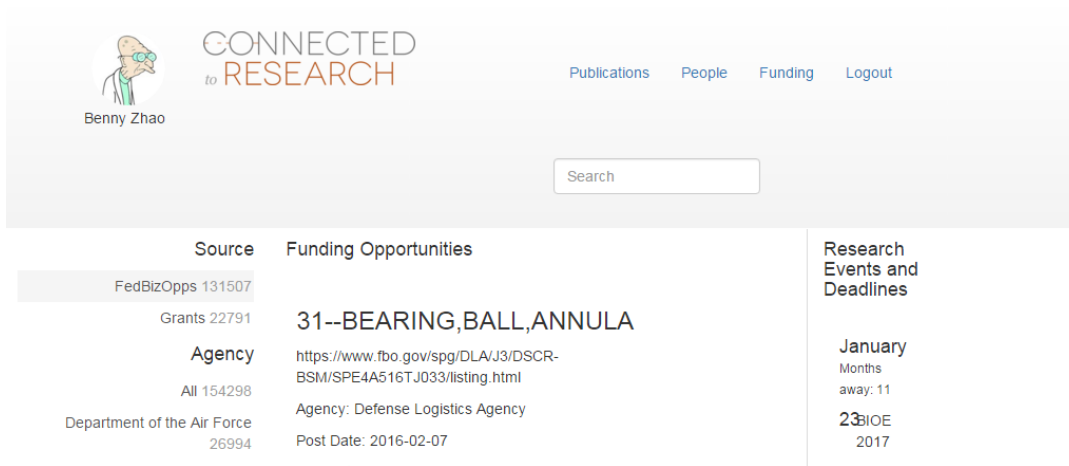 CONNECTED
to RESEARCH
Publications People Funding Logout
Benny Zhao
Search
Source
FedBizOpps 131507
Grants 22791
Agency
All 154298
Department of the Air Force
26994
Funding Opportunities
31--BEARING,BALL,ANNULA
https://www.fbo.gov/spg/DLA/J3/DSCR-
BSM/SPE4A516TJ033/listing.html
Agency: Defense Logistics Agency
Post Date: 2016-02-07
Research
Events and
Deadlines
January
Months
away: 11
23 BIOE
2017